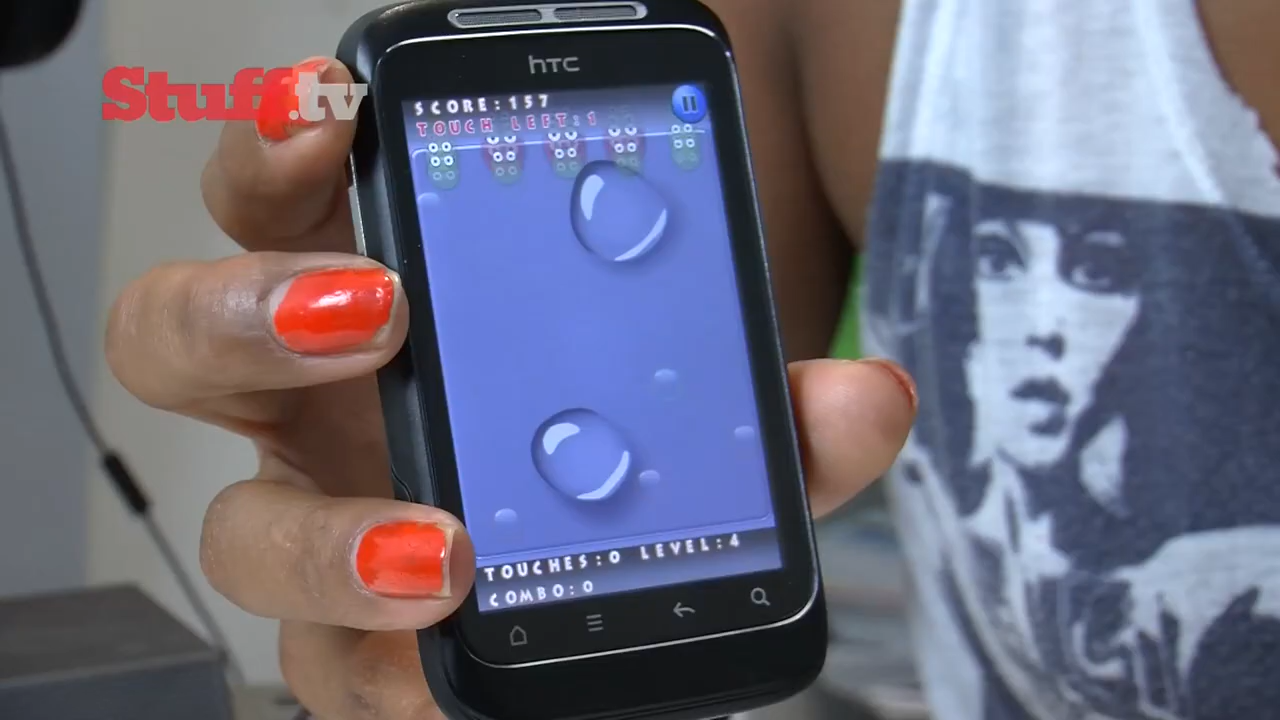 Stuff.tv
htc
SCORE:157
TOUCH LEFT:1
TOUCHES:0 LEVEL:4
COMBO:0